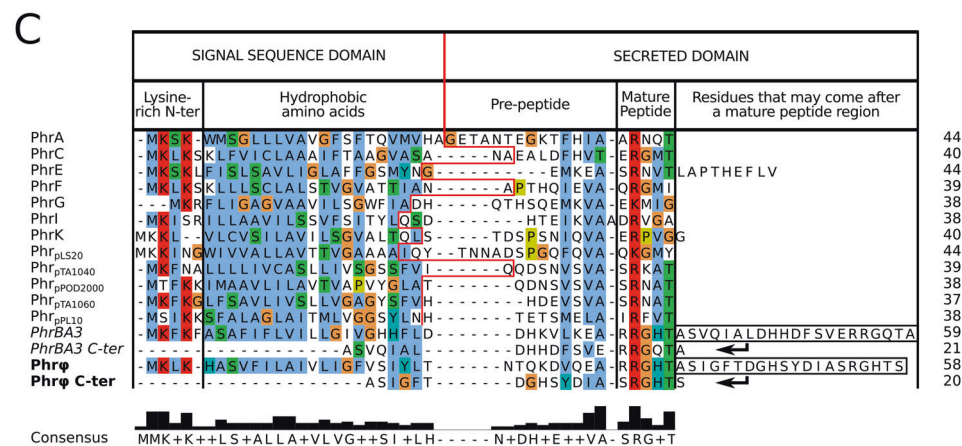 C
SIGNAL SEQUENCE DOMAIN SECRETED DOMAIN
Lysine-rich N-ter Hydrophobic amino acids Pre-peptide Mature Peptide Residues that may come after a mature peptide region
PhrA -MKSK-WMSGLLLVAVGFSFTQVMVHAGETANTEGKTFHIA-ARNQT 44
PhrC -MKLKSKLFVICLAAAIFTAAGVASA-----NAEALDFHVT-ERGMT 40
PhrE -MKSKLFISLSAVLIGLAFFGSMYNG----------EMKEA-SRNVTLAPTHEFLV 44
PhrF -MKLKSKLLLSCLALSTVGVATTIAN------APTHQIEVA-QRGMI 39
PhrG ---MKRFLIGAGVAAVILSGWFIADH-----QTHSQEMKVA-ERMIG 38
PhrI -MKISRILLAAVILSSVFSITYLQSD--------HTEIKVAADRVGA 38
PhrK MKKL--VLCVSILAVILSGVALTQLS-----TDSPSNIQVA-ERPVGG 40
PhrpLS20 MKKINGWIVVALLAVTTVGAAAAIQY--TNNADSPGQFQVA-QKGMY 44
PhrpTA1040 -MKFNALLLLIVCASLLIVSGSSFVI------QQDSNVSVA-SRKAT 39
PhrpPOD2000 -MTFKKIMAAVLILAVTVAPVYGLAT-------QDNSVSVA-SRNAT 38
PhrpTA1060 -MKFKGLFSAVLIVSLLVGAGYSFVH--------HDEVSVA-SRNAT 37
PhrpPL10 -MSIKKSFALAGLAITMLVGGSYLNH-------TETSMELA-IRFVT 38
PhrBA3 -MKFKFASAFIFLVILLGIVGHHFLD-------DHKVLKEA-RRGHTASVQIALDHHDFSVERRGQTA 59
PhrBA3 C-ter -------------------ASVQIAL-------DHHDFSVE-RRGQTA 21
Phrφ -MKLK-HASVFILAIVLIGFVSIYLT------NTQKDVQEA-RRGHTASIGFTDGHSYDIASRGHTS 58
Phrφ C-ter --------------------ASIGFT-------DGHSYDIA-SRGHTS 20
Consensus MMK+K++LS+ALLA+VLVG++SI+LH-----N+DH+E++VA-SRG+T